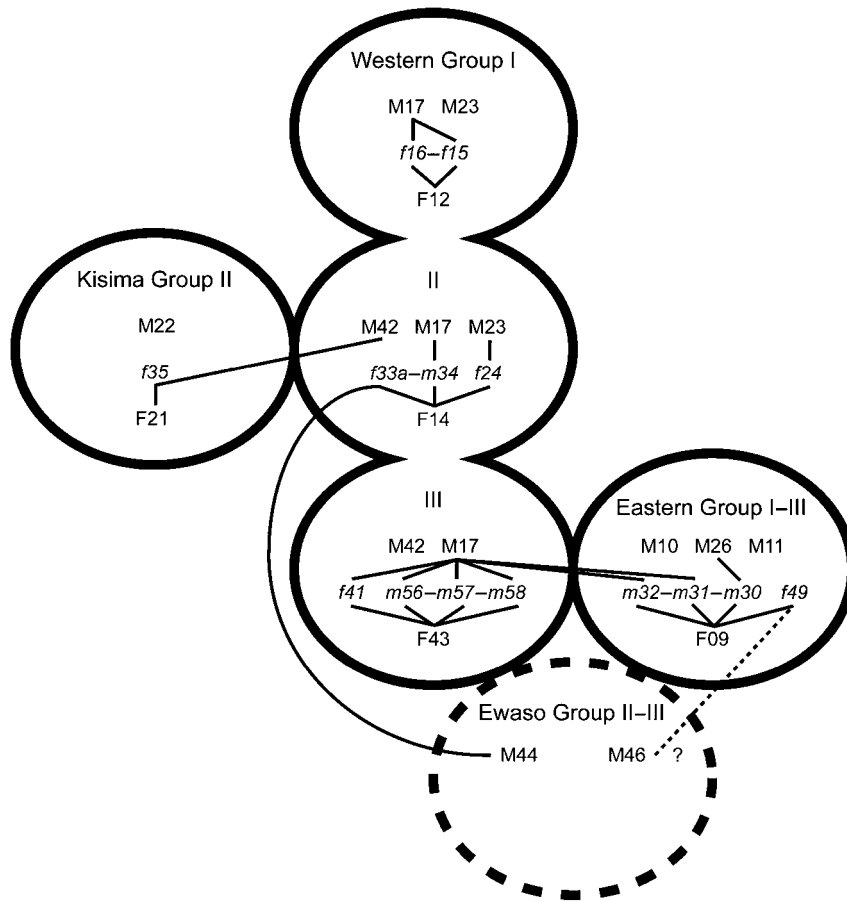 Western Group I
M17 M23
f16–f15
F12
Kisima Group II
M22
f35
F21
II
M42 M17 M23
f33a–m34 f24
F14
III
M42 M17
f41 m56–m57–m58
F43
Eastern Group I–III
M10 M26 M11
m32–m31–m30 f49
F09
Ewaso Group II–III
M44 M46 ?